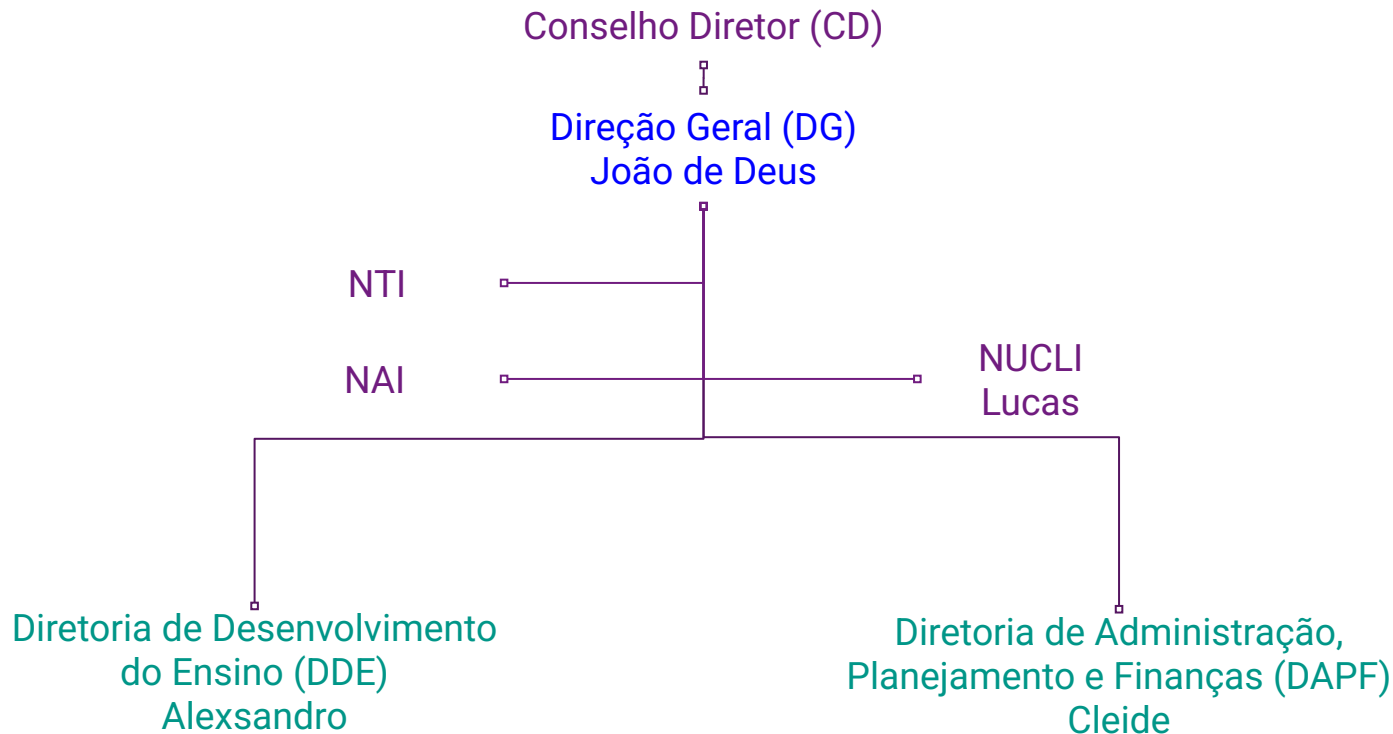 Conselho Diretor (CD)
Direção Geral (DG)
João de Deus
NTI
NAI
NUCLI
Lucas
Diretoria de Desenvolvimento
do Ensino (DDE)
Alexsandro
Diretoria de Administração,
Planejamento e Finanças (DAPF)
Cleide